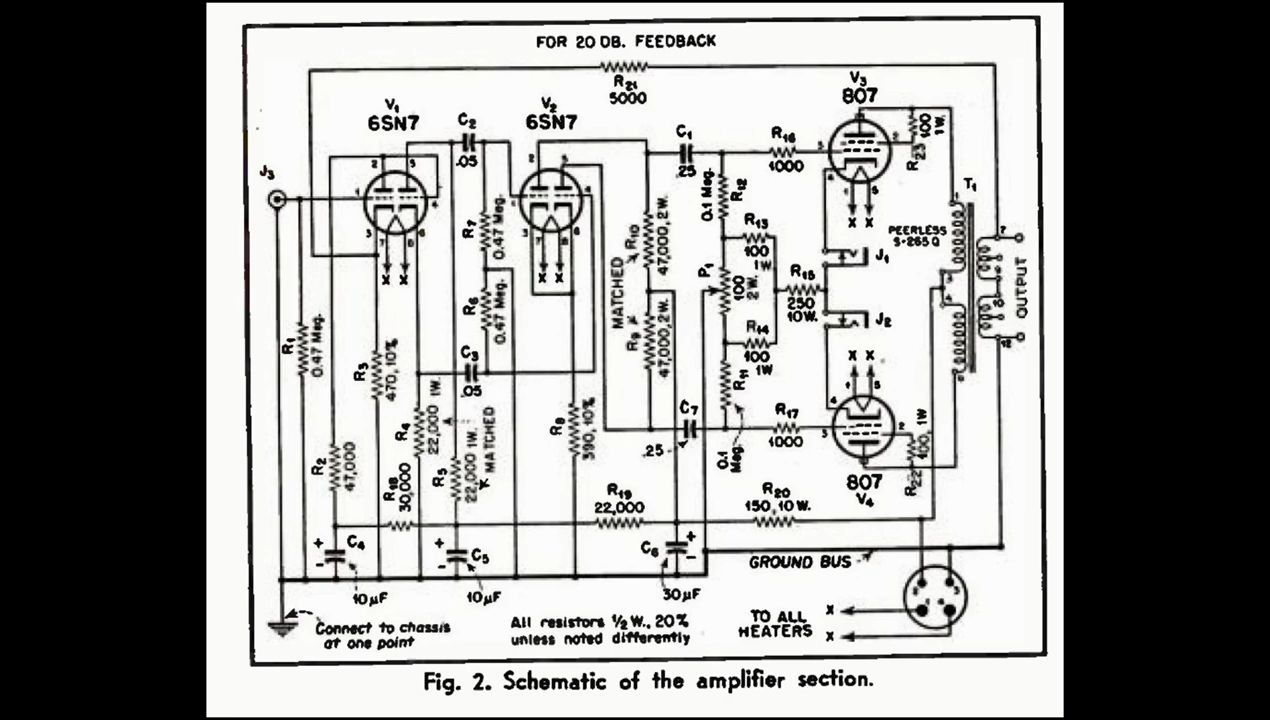 FOR 20 DB. FEEDBACK
R21
5000
V1
6SN7
C2
.05
V2
6SN7
C1
.25
R16
1000
V3
807
R23
100
1W.
J3
R1
0.47 Meg.
R2
47,000
R3
470, 10%
R4
22,000 1W.
R5
22,000 1W.
MATCHED
R18
30,000
R7
0.47 Meg.
R6
0.47 Meg.
C3
.05
R8
390, 10%
MATCHED
R10
47,000, 2W.
R9
47,000, 2W.
R12
0.1 Meg.
P1
100
2W.
R13
100
1W
R14
100
1W
R15
250
10W.
R11
0.1
Meg.
J1
J2
PEERLESS
S-265Q
T1
OUTPUT
C7
.25
R17
1000
807
V4
R22
100, 1W
R19
22,000
R20
150, 10 W.
C4
10µF
C5
10µF
C6
30µF
GROUND BUS
Connect to chassis
at one point
All resistors ½ W., 20%
unless noted differently
TO ALL
HEATERS
X
X
Fig. 2. Schematic of the amplifier section.